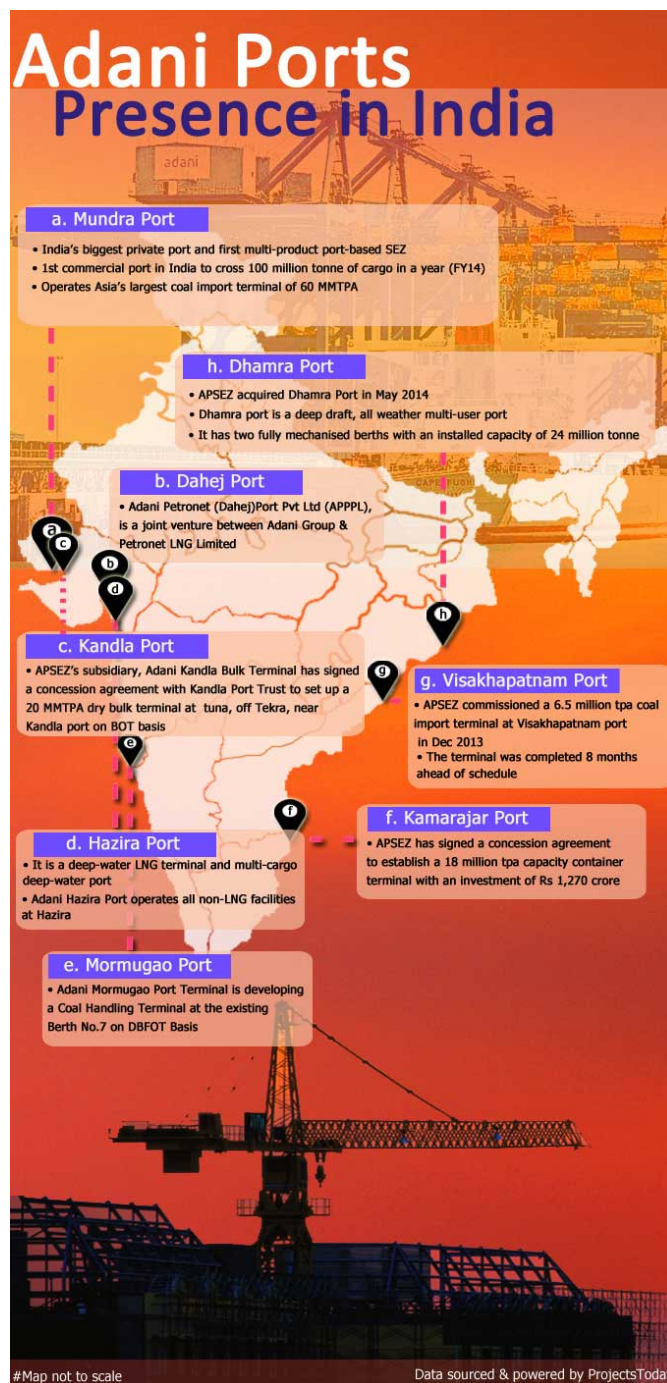 Adani Ports
Presence in India
adani
a. Mundra Port
• India's biggest private port and first multi-product port-based SEZ
• 1st commercial port in India to cross 100 million tonne of cargo in a year (FY14)
• Operates Asia's largest coal import terminal of 60 MMTPA
h. Dhamra Port
• APSEZ acquired Dhamra Port in May 2014
• Dhamra port is a deep draft, all weather multi-user port
• It has two fully mechanised berths with an installed capacity of 24 million tonne
b. Dahej Port
• Adani Petronet (Dahej)Port Pvt Ltd (APPPL),
is a joint venture between Adani Group &
Petronet LNG Limited
a
c
b
d
h
c. Kandla Port
• APSEZ's subsidiary, Adani Kandla Bulk Terminal has signed
a concession agreement with Kandla Port Trust to set up a
20 MMTPA dry bulk terminal at tuna, off Tekra, near
Kandla port on BOT basis
g
g. Visakhapatnam Port
• APSEZ commissioned a 6.5 million tpa coal
import terminal at Visakhapatnam port
in Dec 2013
• The terminal was completed 8 months
ahead of schedule
e
f
f. Kamarajar Port
• APSEZ has signed a concession agreement
to establish a 18 million tpa capacity container
terminal with an investment of Rs 1,270 crore
d. Hazira Port
• It is a deep-water LNG terminal and multi-cargo
deep-water port
• Adani Hazira Port operates all non-LNG facilities
at Hazira
e. Mormugao Port
• Adani Mormugao Port Terminal is developing
a Coal Handling Terminal at the existing
Berth No.7 on DBFOT Basis
#Map not to scale
Data sourced & powered by ProjectsToda